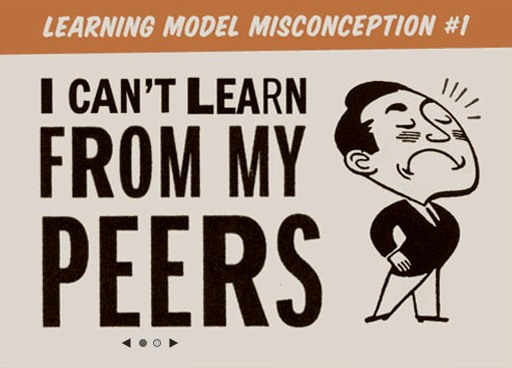 LEARNING MODEL MISCONCEPTION #1
I CAN'T LEARN
FROM MY
PEERS